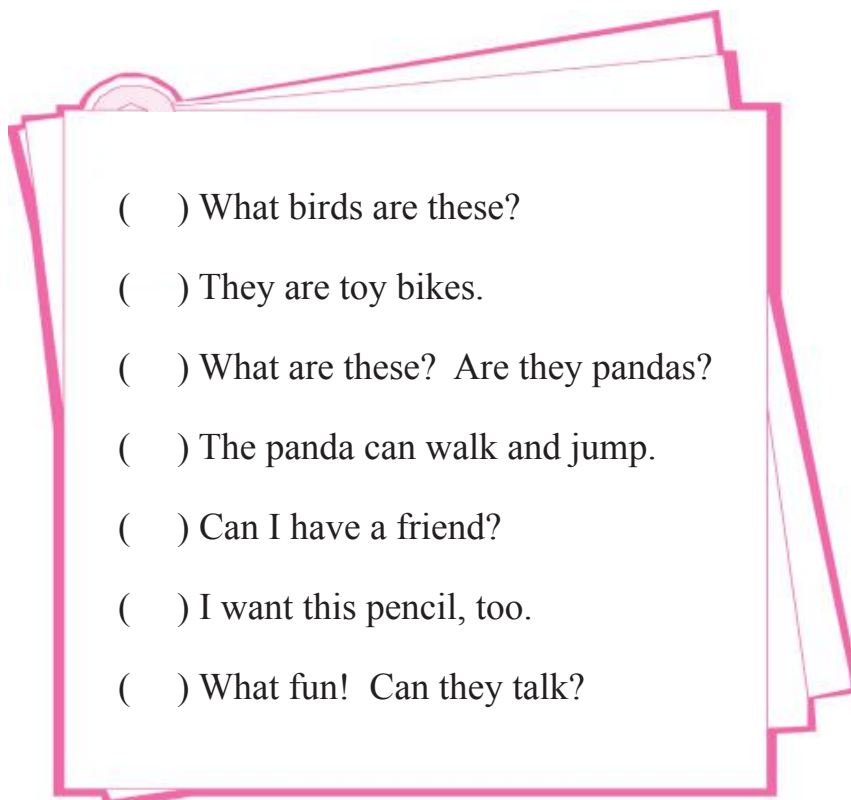 ( ) What birds are these?
( ) They are toy bikes.
( ) What are these? Are they pandas?
( ) The panda can walk and jump.
( ) Can I have a friend?
( ) I want this pencil, too.
( ) What fun! Can they talk?